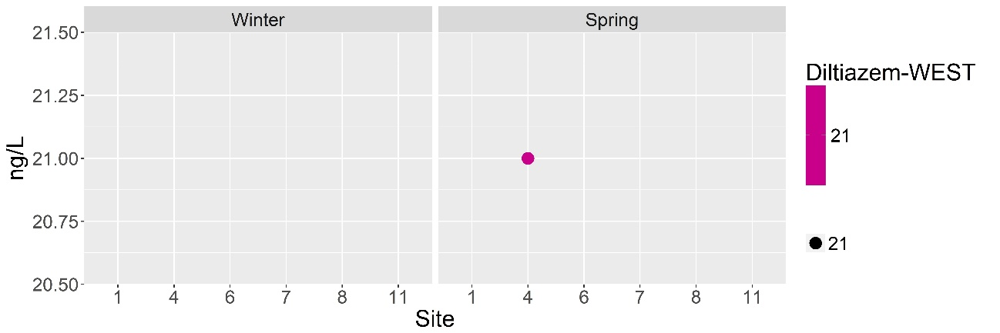 Winter Spring
21.50
21.25
21.00
20.75
20.50
ng/L
1 4 6 7 8 11 1 4 6 7 8 11
Site
Diltiazem-WEST
21
21